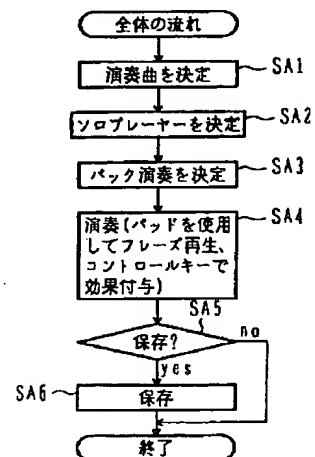 全体の流れ
演奏曲を決定 SA1
ソロプレーヤーを決定 SA2
バック演奏を決定 SA3
演奏(パッドを使用 SA4
してフレーズ再生、
コントロールキーで
効果付与)
SA5
保存? no
yes
SA6 保存
終了